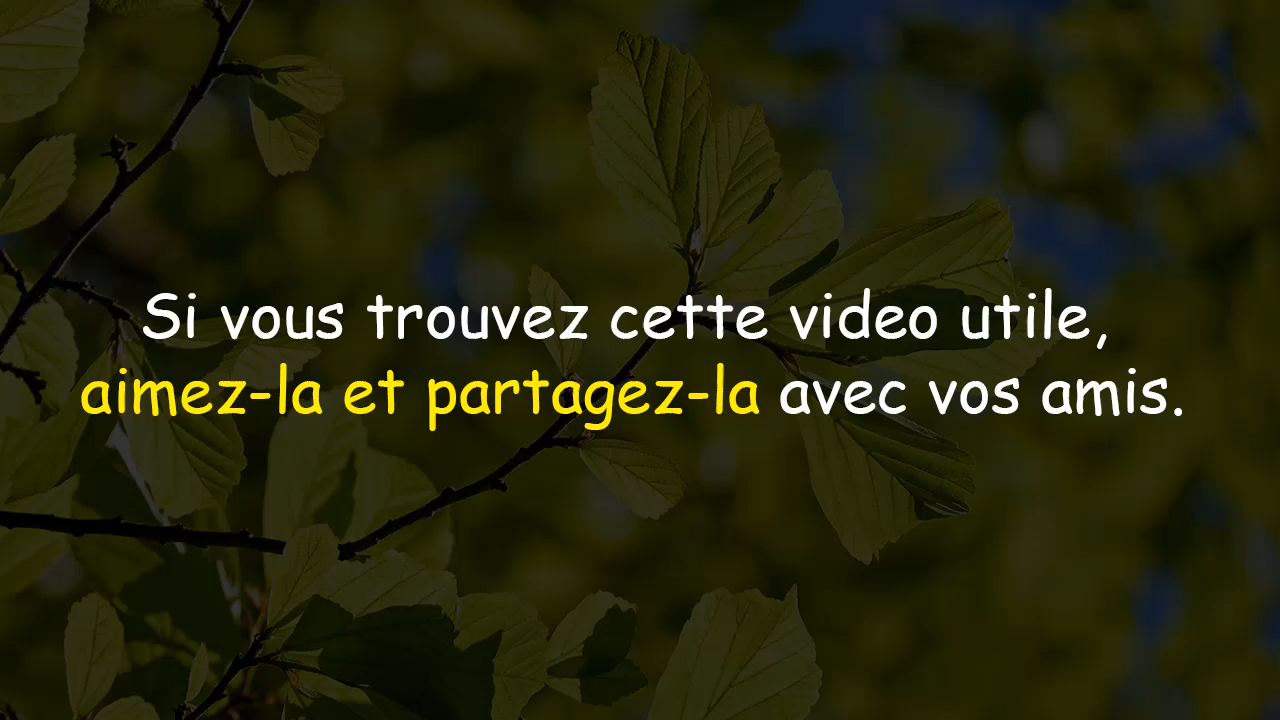 Si vous trouvez cette video utile,
aimez-la et partagez-la avec vos amis.